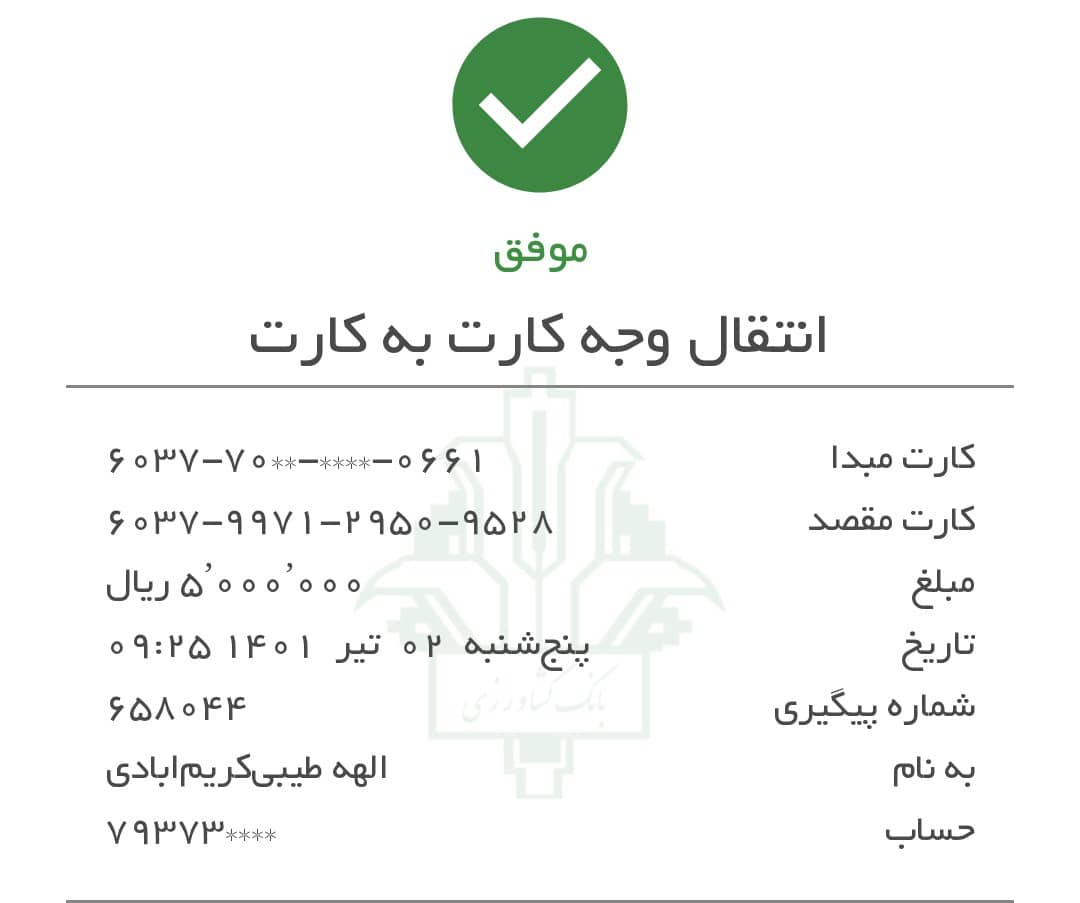 موفق
انتقال وجه کارت به کارت
کارت مبدا ۶۰۳۷-۷۰**-****-۰۶۶۱
کارت مقصد ۶۰۳۷-۹۹۷۱-۲۹۵۰-۹۵۲۸
مبلغ ۵٬۰۰۰٬۰۰۰ ریال
تاریخ پنج‌شنبه ۰۲ تیر ۱۴۰۱ ۰۹:۲۵
شماره پیگیری ۶۵۸۰۴۴
به نام الهه طیبی‌کریم‌ابادی
حساب ۷۹۳۷۳****
بانک کشاورزی